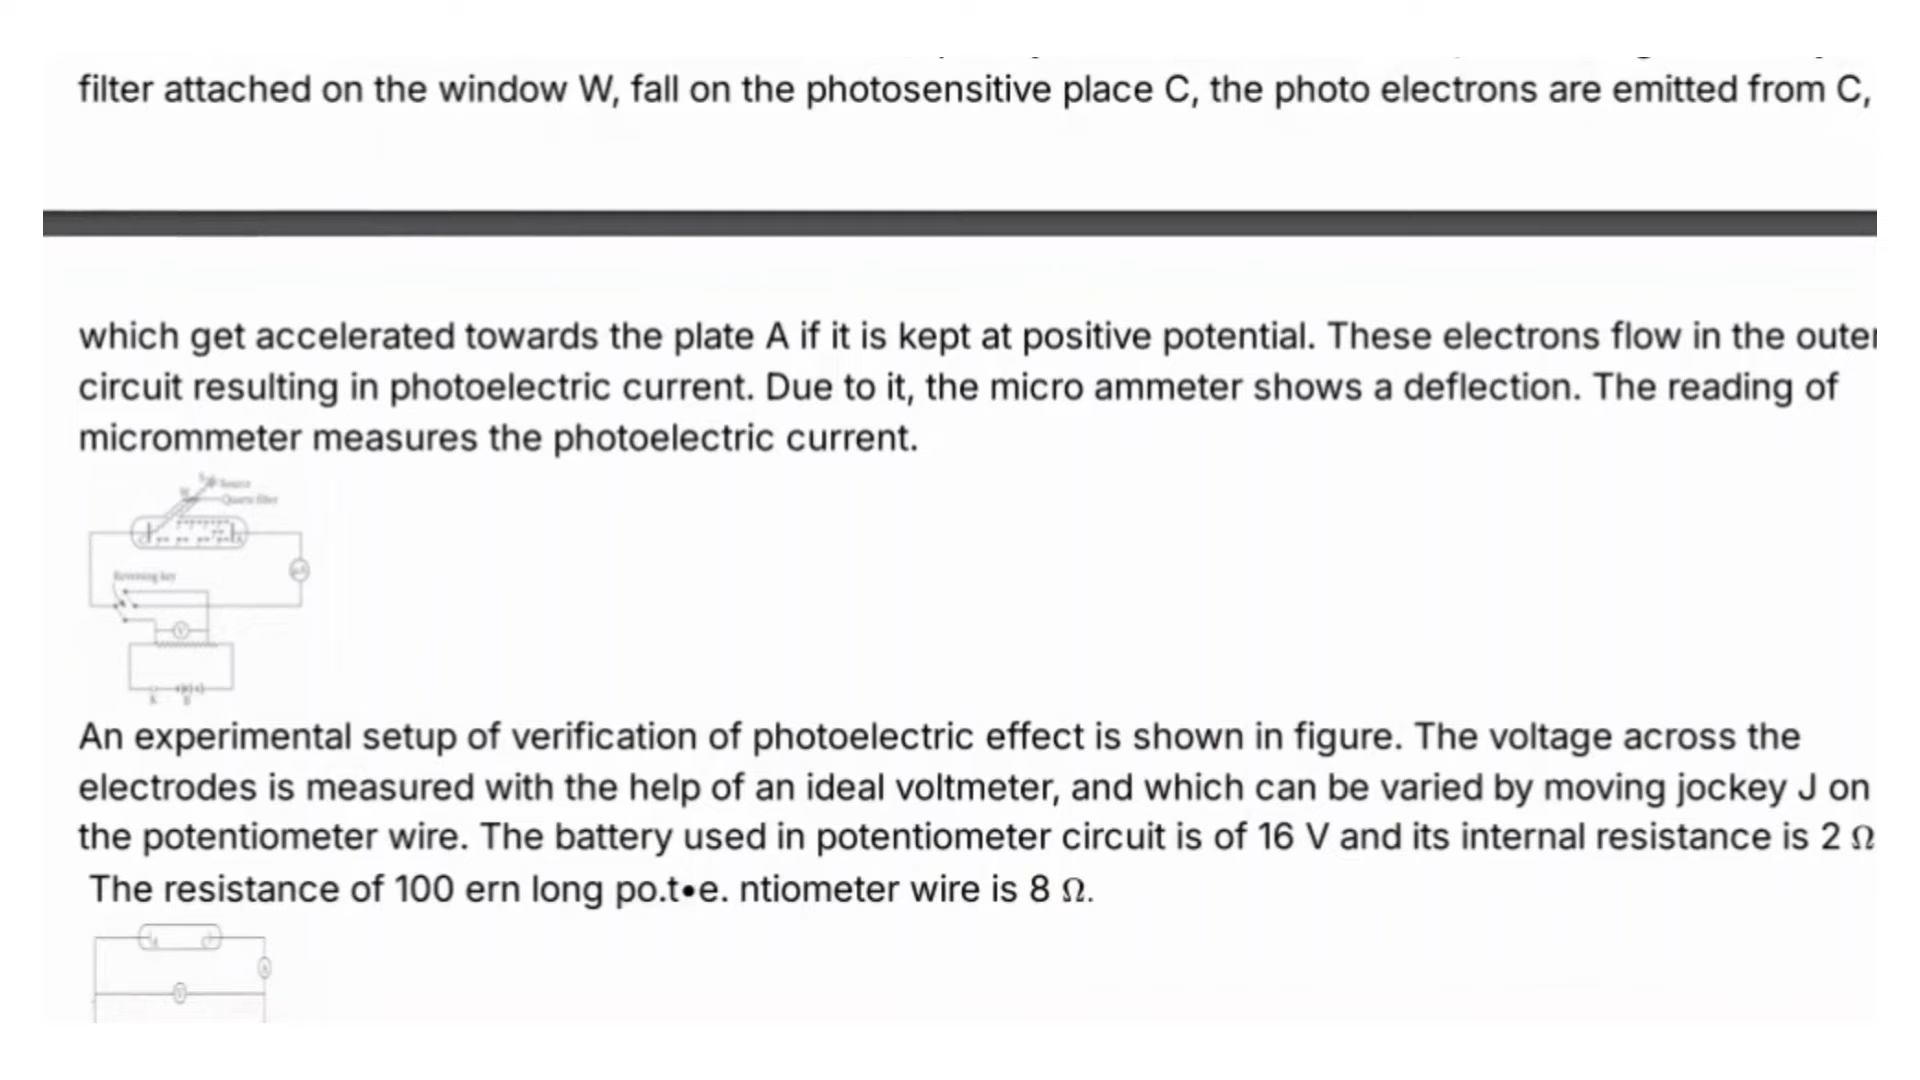 filter attached on the window W, fall on the photosensitive place C, the photo electrons are emitted from C,
which get accelerated towards the plate A if it is kept at positive potential. These electrons flow in the outer
circuit resulting in photoelectric current. Due to it, the micro ammeter shows a deflection. The reading of
micrommeter measures the photoelectric current.
Source
W
Quartz filter
Reversing key
V
An experimental setup of verification of photoelectric effect is shown in figure. The voltage across the
electrodes is measured with the help of an ideal voltmeter, and which can be varied by moving jockey J on
the potentiometer wire. The battery used in potentiometer circuit is of 16 V and its internal resistance is 2 Ω
The resistance of 100 ern long po.t•e. ntiometer wire is 8 Ω.